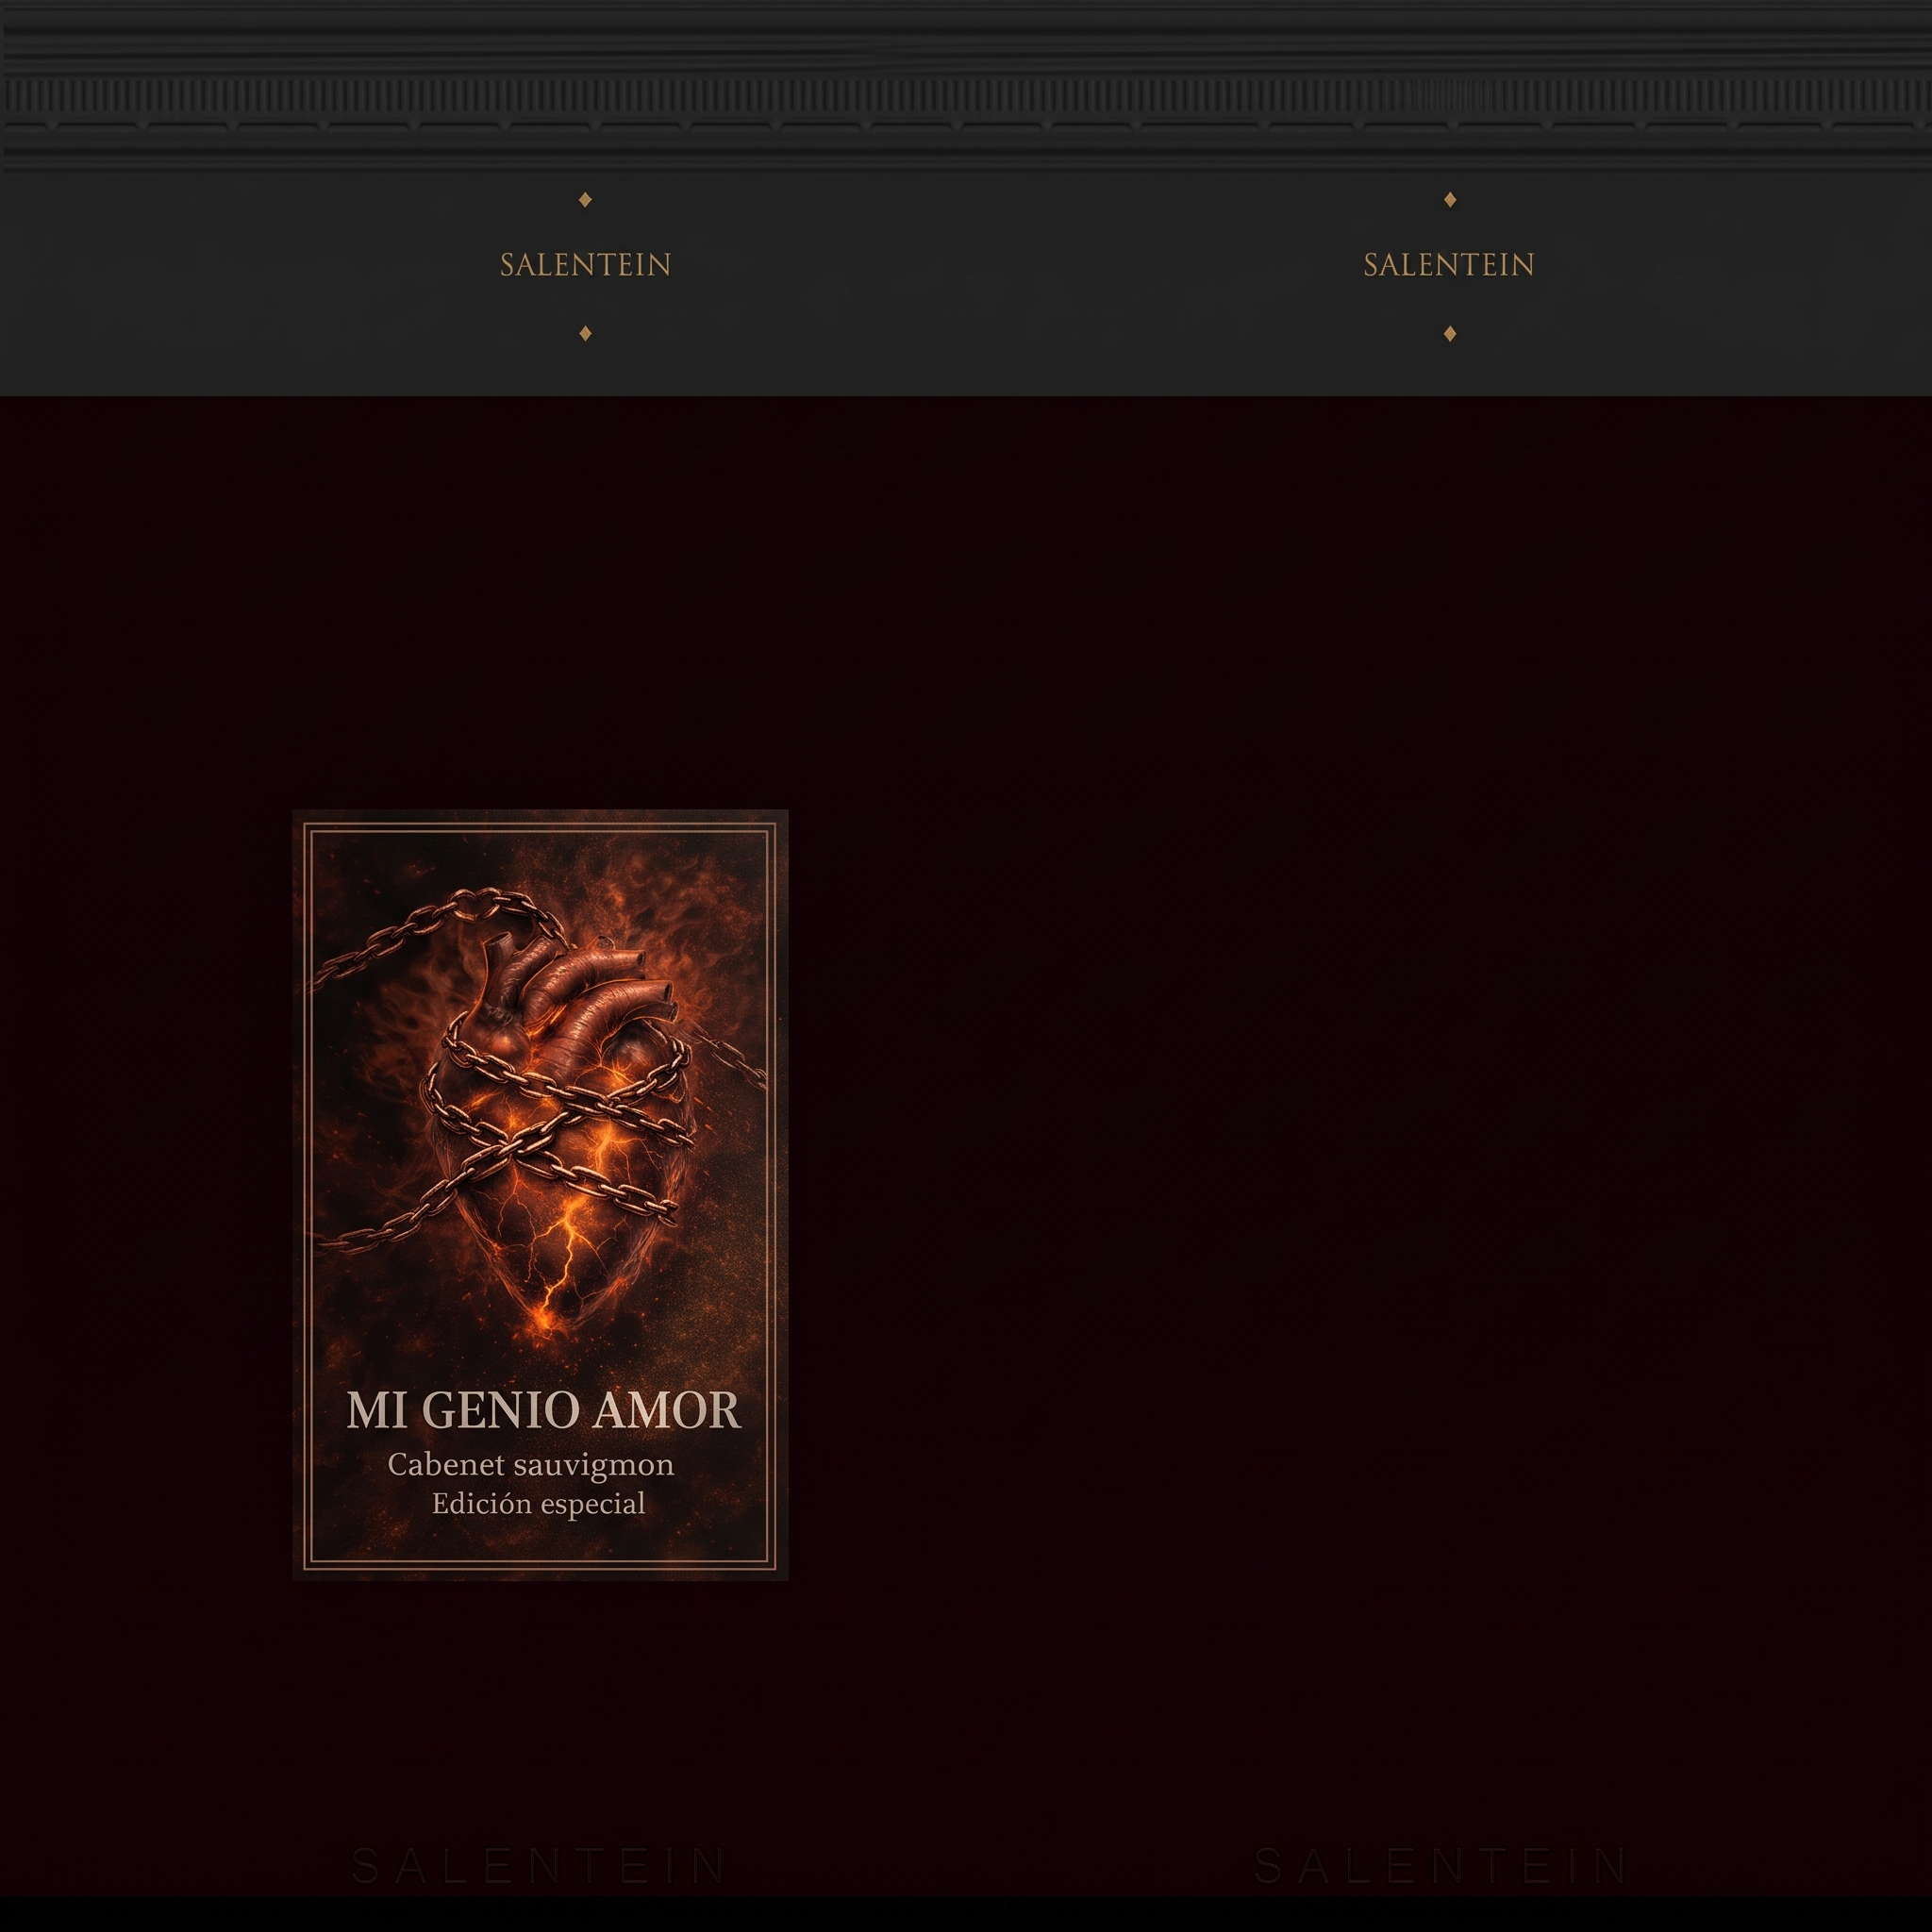 SALENTEIN
SALENTEIN
MI GENIO AMOR
Cabenet sauvigmon
Edición especial
SALENTEIN
SALENTEIN